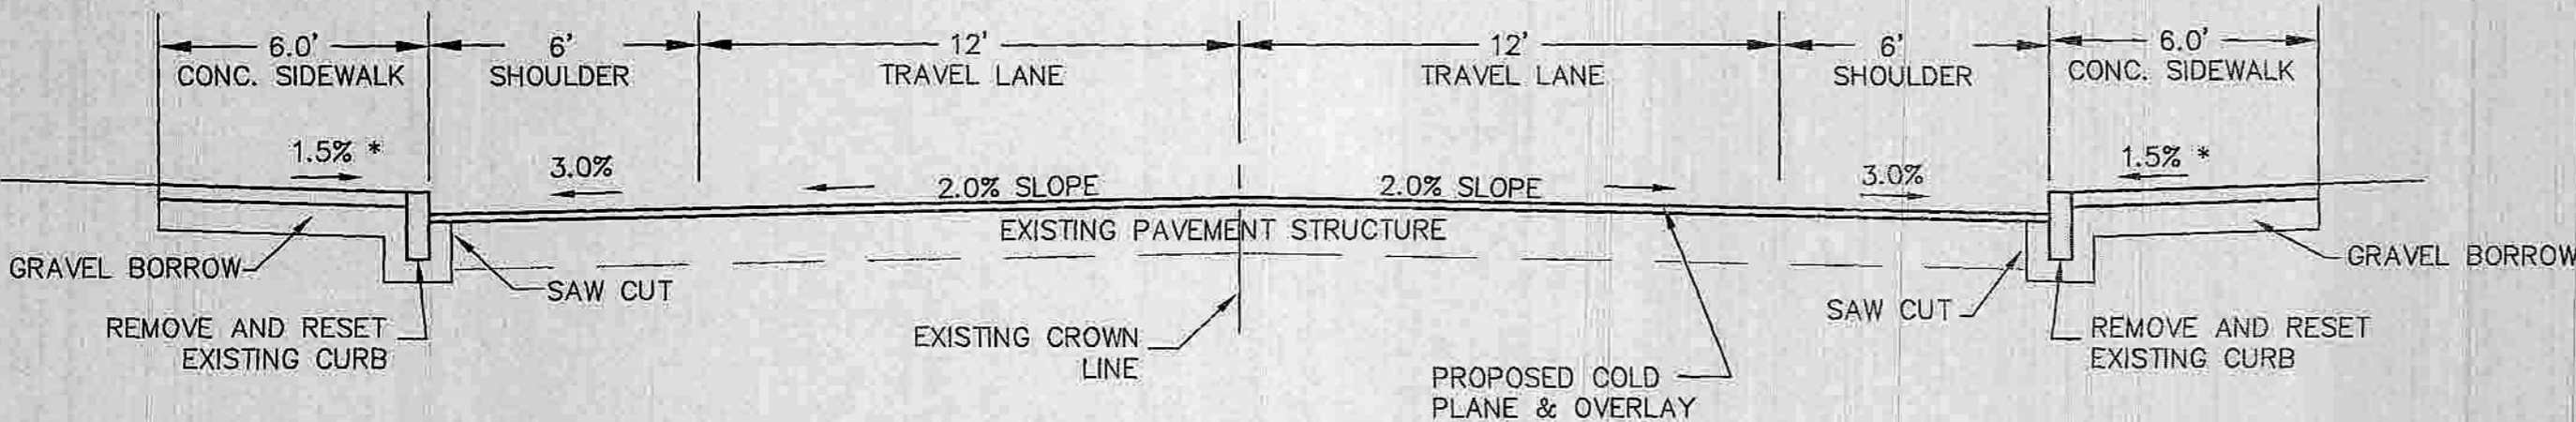 6.0'
CONC. SIDEWALK
6'
SHOULDER
12'
TRAVEL LANE
12'
TRAVEL LANE
6'
SHOULDER
6.0'
CONC. SIDEWALK
1.5% *
3.0%
2.0% SLOPE
2.0% SLOPE
3.0%
1.5% *
EXISTING PAVEMENT STRUCTURE
GRAVEL BORROW
SAW CUT
REMOVE AND RESET
EXISTING CURB
EXISTING CROWN
LINE
PROPOSED COLD
PLANE & OVERLAY
SAW CUT
REMOVE AND RESET
EXISTING CURB
GRAVEL BORROW